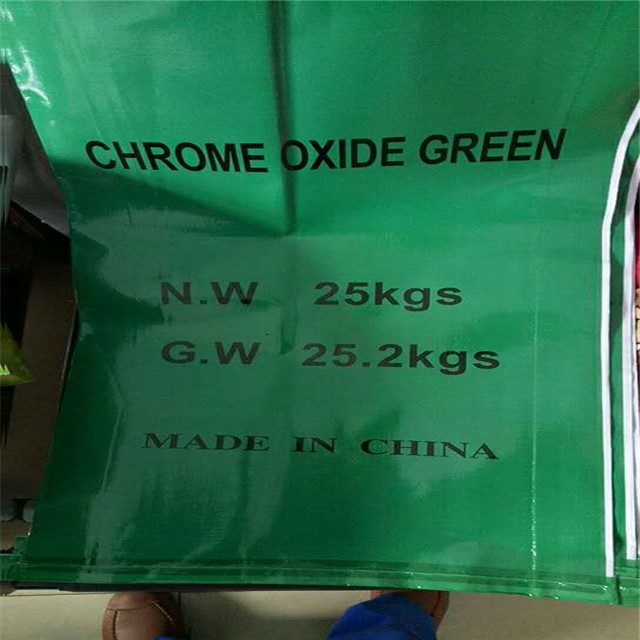 CHROME OXIDE GREEN
N.W 25kgs
G.W 25.2kgs
MADE IN CHINA